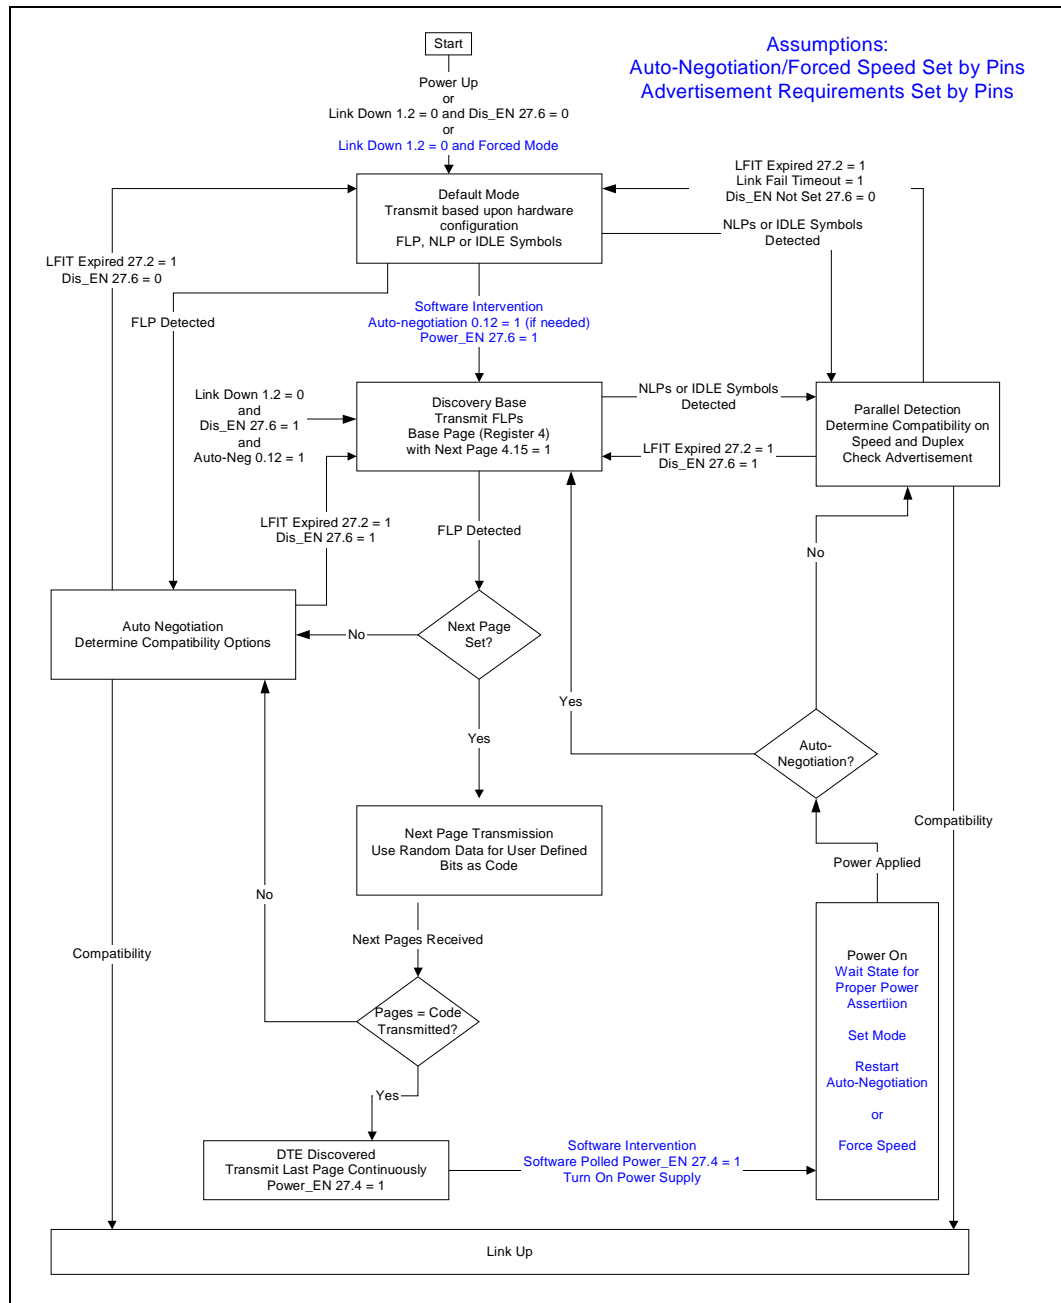 Start
Assumptions:
Auto-Negotiation/Forced Speed Set by Pins
Advertisement Requirements Set by Pins
Power Up
or
Link Down 1.2 = 0 and Dis_EN 27.6 = 0
or
Link Down 1.2 = 0 and Forced Mode
Default Mode
Transmit based upon hardware
configuration
FLP, NLP or IDLE Symbols
LFIT Expired 27.2 = 1
Link Fail Timeout = 1
Dis_EN Not Set 27.6 = 0
NLPs or IDLE Symbols
Detected
LFIT Expired 27.2 = 1
Dis_EN 27.6 = 0
FLP Detected
Software Intervention
Auto-negotiation 0.12 = 1 (if needed)
Power_EN 27.6 = 1
Link Down 1.2 = 0
and
Dis_EN 27.6 = 1
and
Auto-Neg 0.12 = 1
Discovery Base
Transmit FLPs
Base Page (Register 4)
with Next Page 4.15 = 1
NLPs or IDLE Symbols
Detected
LFIT Expired 27.2 = 1
Dis_EN 27.6 = 1
Parallel Detection
Determine Compatibility on
Speed and Duplex
Check Advertisement
LFIT Expired 27.2 = 1
Dis_EN 27.6 = 1
FLP Detected
No
Auto Negotiation
Determine Compatibility Options
No
Next Page
Set?
Yes
Yes
Auto-
Negotiation?
Next Page Transmission
Use Random Data for User Defined
Bits as Code
Compatibility
Power Applied
No
Next Pages Received
Compatibility
Pages = Code
Transmitted?
Power On
Wait State for
Proper Power
Assertiion
Set Mode
Restart
Auto-Negotiation
or
Force Speed
Yes
DTE Discovered
Transmit Last Page Continuously
Power_EN 27.4 = 1
Software Intervention
Software Polled Power_EN 27.4 = 1
Turn On Power Supply
Link Up